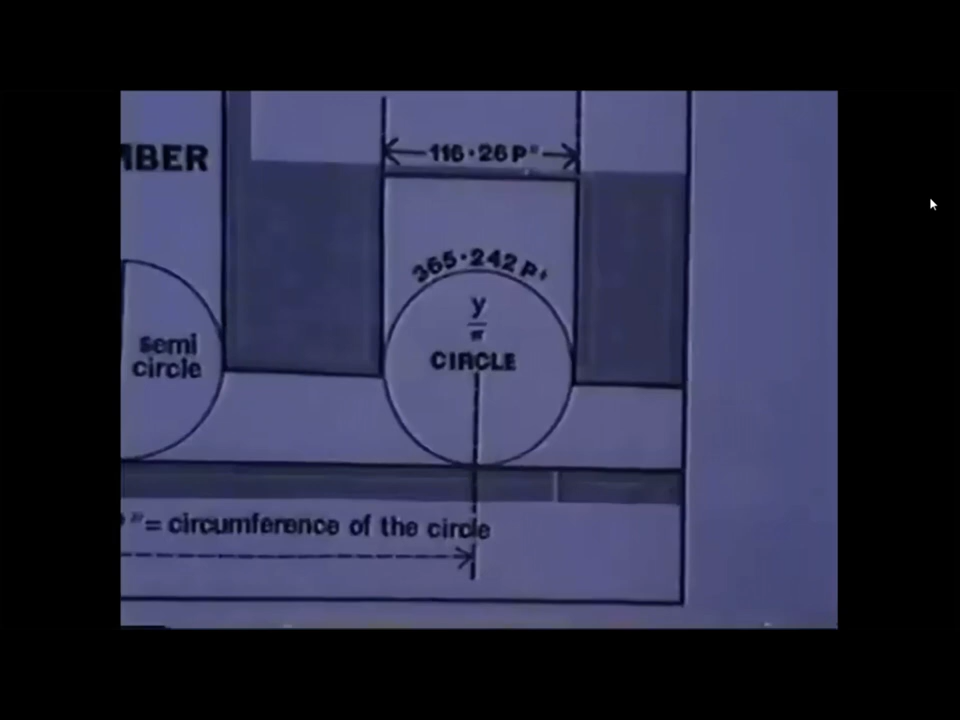 MBER
116·26 P"
365·242 P"
y
π
CIRCLE
semi
circle
"= circumference of the circle